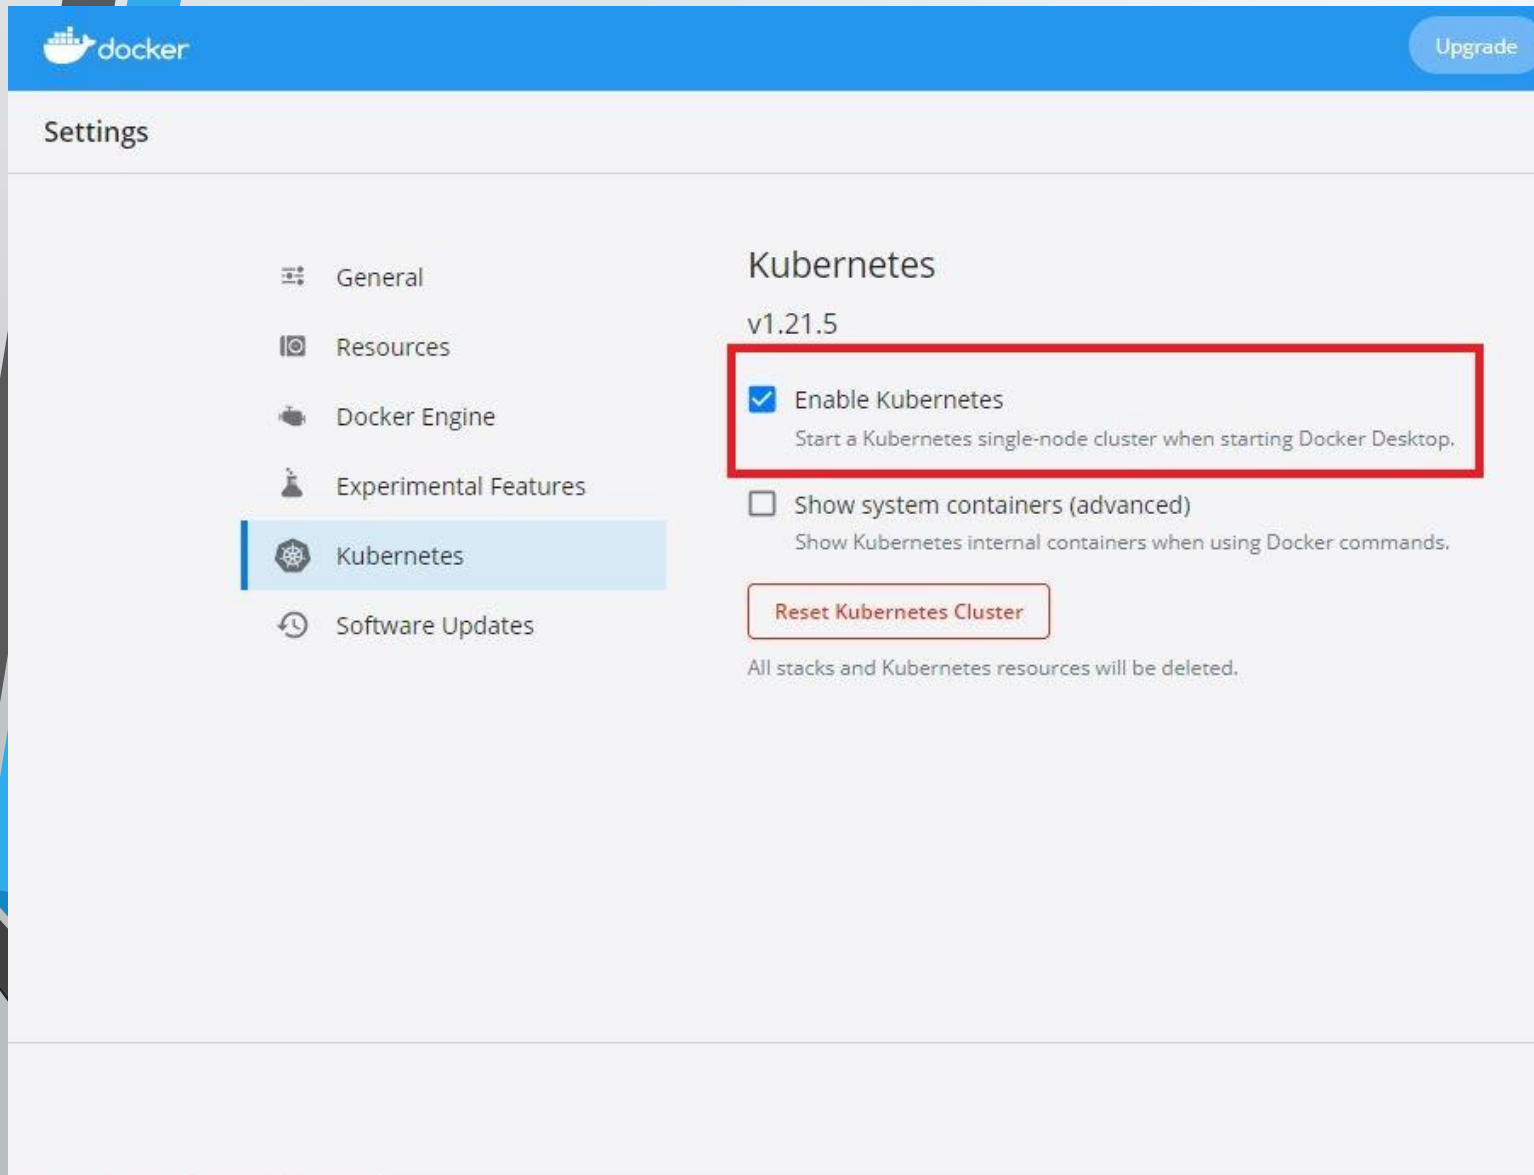 docker
Upgrade
Settings
General
Resources
Docker Engine
Experimental Features
Kubernetes
Software Updates
Kubernetes
v1.21.5
Enable Kubernetes
Start a Kubernetes single-node cluster when starting Docker Desktop.
Show system containers (advanced)
Show Kubernetes internal containers when using Docker commands.
Reset Kubernetes Cluster
All stacks and Kubernetes resources will be deleted.